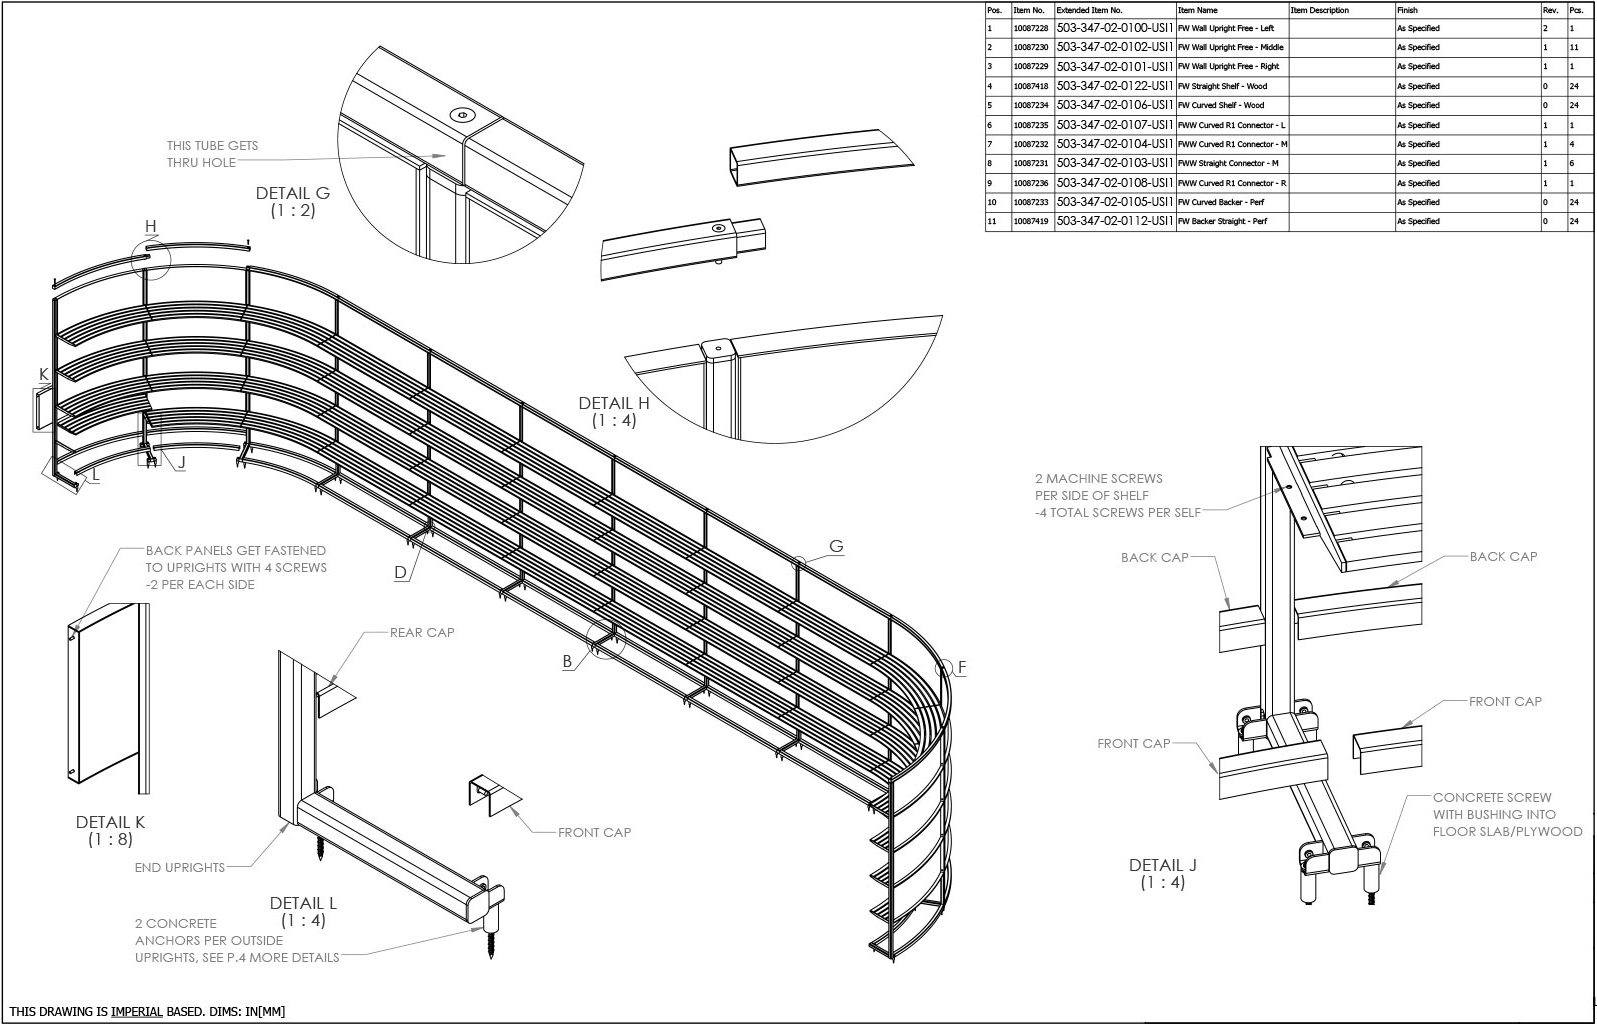 Pos. Item No. Extended Item No. Item Name Item Description Finish Rev. Pcs.
1 10087228 503-347-02-0100-USI1 FW Wall Upright Free - Left As Specified 2 1
2 10087230 503-347-02-0102-USI1 FW Wall Upright Free - Middle As Specified 1 11
3 10087229 503-347-02-0101-USI1 FW Wall Upright Free - Right As Specified 1 1
4 10087418 503-347-02-0122-USI1 FW Straight Shelf - Wood As Specified 0 24
5 10087234 503-347-02-0106-USI1 FW Curved Shelf - Wood As Specified 0 24
6 10087235 503-347-02-0107-USI1 FWW Curved R1 Connector - L As Specified 1 1
7 10087232 503-347-02-0104-USI1 FWW Curved R1 Connector - M As Specified 1 4
8 10087231 503-347-02-0103-USI1 FWW Straight Connector - M As Specified 1 6
9 10087236 503-347-02-0108-USI1 FWW Curved R1 Connector - R As Specified 1 1
10 10087233 503-347-02-0105-USI1 FW Curved Backer - Perf As Specified 0 24
11 10087419 503-347-02-0112-USI1 FW Backer Straight - Perf As Specified 0 24
THIS TUBE GETS
THRU HOLE
DETAIL G
(1 : 2)
H
K
J
L
DETAIL H
(1 : 4)
G
D
B
F
BACK PANELS GET FASTENED
TO UPRIGHTS WITH 4 SCREWS
-2 PER EACH SIDE
DETAIL K
(1 : 8)
REAR CAP
FRONT CAP
END UPRIGHTS
DETAIL L
(1 : 4)
2 CONCRETE
ANCHORS PER OUTSIDE
UPRIGHTS, SEE P.4 MORE DETAILS
2 MACHINE SCREWS
PER SIDE OF SHELF
-4 TOTAL SCREWS PER SELF
BACK CAP
BACK CAP
FRONT CAP
FRONT CAP
CONCRETE SCREW
WITH BUSHING INTO
FLOOR SLAB/PLYWOOD
DETAIL J
(1 : 4)
THIS DRAWING IS IMPERIAL BASED. DIMS: IN[MM]